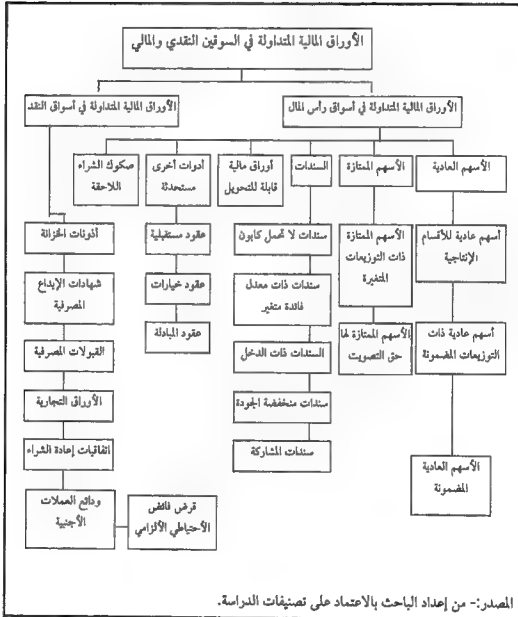 الأوراق المالية المتداولة في السوقين النقدي والمالي
الأوراق المالية المتداولة في أسواق رأس المال
الأوراق المالية المتداولة في أسواق النقد
الأسهم العادية
الأسهم الممتازة
السندات
أوراق مالية
قابلة للتحويل
أدوات أخرى
مستحدثة
صكوك الشراء
اللاحقة
أسهم عادية للأقسام
الإنتاجية
أسهم عادية ذات
التوزيعات المضمونة
الأسهم العادية
المضمونة
الأسهم الممتازة
ذات التوزيعات
المتغيرة
الأسهم الممتازة لها
حق التصويت
سندات لا تحمل كابون
سندات ذات معدل
فائدة متغير
السندات ذات الدخل
سندات منخفضة الجودة
سندات المشاركة
عقود مستقبلية
عقود خيارات
عقود المبادلة
أذونات الخزانة
شهادات الإيداع
المصرفية
القبولات المصرفية
الأوراق التجارية
اتفاقيات إعادة الشراء
ودائع العملات
الأجنبية
قرض فائض
الأحتياطي الألزامي
المصدر:- من إعداد الباحث بالاعتماد على تصنيفات الدراسة.